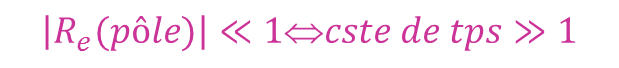 |Rₑ(pôle)| ≪ 1⇔cste de tps ≫ 1